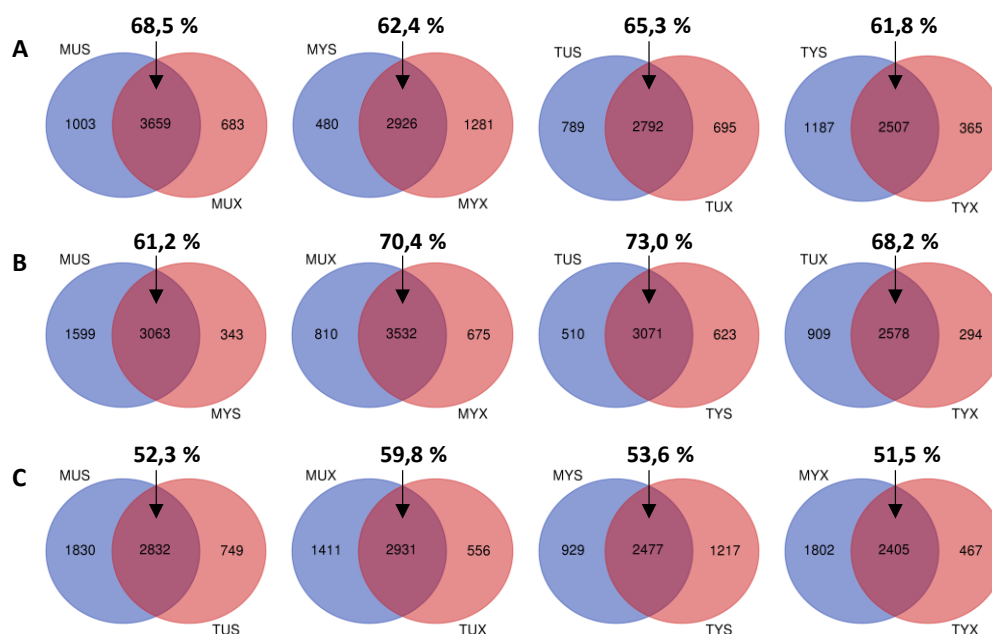 68,5 % 62,4 % 65,3 % 61,8 %
A MUS MYS TUS TYS
1003 3659 683 480 2926 1281 789 2792 695 1187 2507 365
MUX MYX TUX TYX
61,2 % 70,4 % 73,0 % 68,2 %
B MUS MUX TUS TUX
1599 3063 343 810 3532 675 510 3071 623 909 2578 294
MYS MYX TYS TYX
52,3 % 59,8 % 53,6 % 51,5 %
C MUS MUX MYS MYX
1830 2832 749 1411 2931 556 929 2477 1217 1802 2405 467
TUS TUX TYS TYX